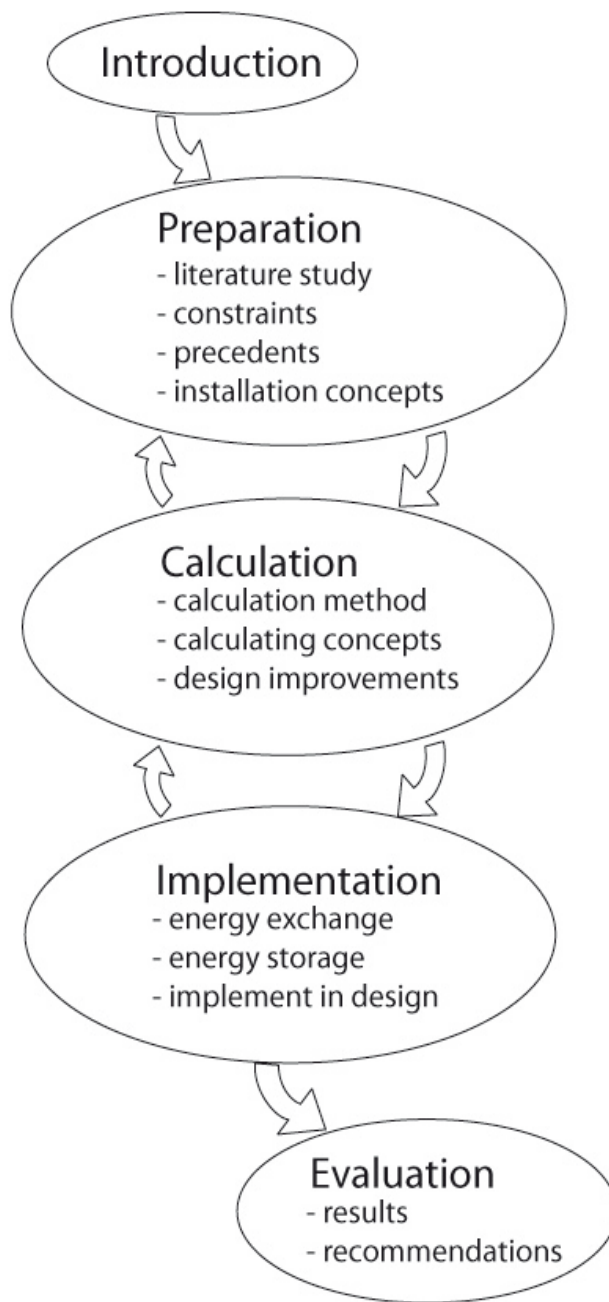 Introduction
Preparation
- literature study
- constraints
- precedents
- installation concepts
Calculation
- calculation method
- calculating concepts
- design improvements
Implementation
- energy exchange
- energy storage
- implement in design
Evaluation
- results
- recommendations